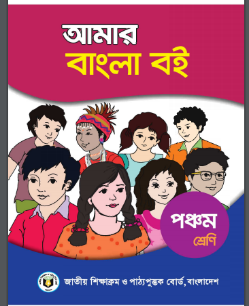 আমার
বাংলা বই
পঞ্চম
শ্রেণি
জাতীয় শিক্ষাক্রম ও পাঠ্যপুস্তক বোর্ড, বাংলাদেশ